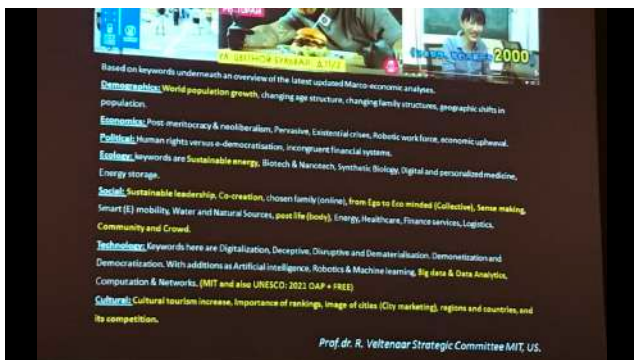 2000
Based on keywords underneath an overview of the latest updated Marco-economic analyses.
Demographics: World population growth, changing age structure, changing family structures, geographic shifts in
population.
Economics: Post-meritocracy & neoliberalism, Pervasive, Existential crises, Robotic work force, economic upheaval.
Political: Human rights versus e-democratisation, incongruent financial systems.
Ecology: keywords are Sustainable energy, Biotech & Nanotech, Synthetic Biology, Digital and personalized medicine,
Energy storage.
Social: Sustainable leadership, Co-creation, chosen family (online), from Ego to Eco minded (Collective), Sense making,
Smart (E) mobility, Water and Natural Sources, post life (body), Energy, Healthcare, Finance services, Logistics,
Community and Crowd.
Technology: Keywords here are Digitalization, Deceptive, Disruptive and Dematerialisation. Demonetization and
Democratization. With additions as Artificial intelligence, Robotics & Machine learning, Big data & Data Analytics,
Computation & Networks. (MIT and also UNESCO: 2021 OAP + FREE)
Cultural: Cultural tourism increase, Importance of rankings, image of cities (City marketing), regions and countries, and
its competition.
Prof.dr. R. Veltenaar Strategic Committee MIT, US.